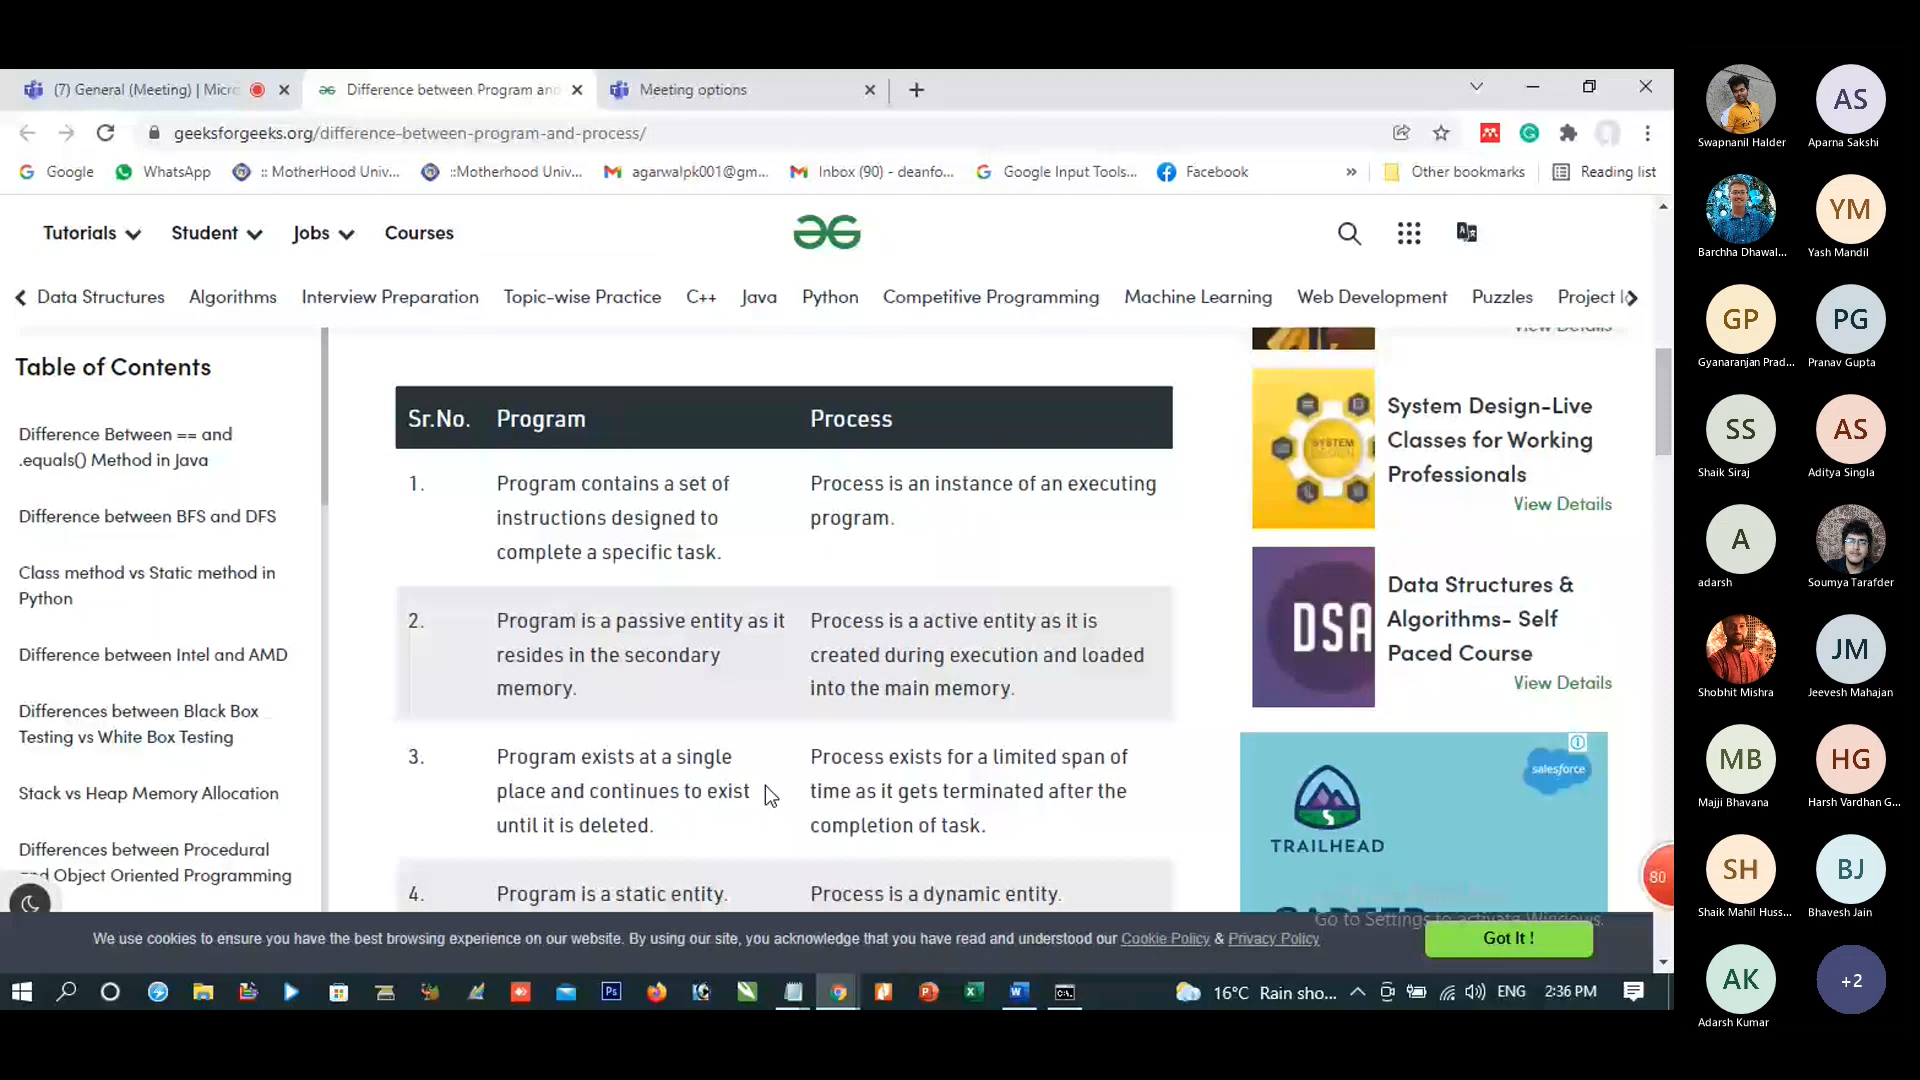 (7) General (Meeting) | Micr
Difference between Program an
Meeting options
geeksforgeeks.org/difference-between-program-and-process/
Google
WhatsApp
:: MotherHood Univ...
::Motherhood Univ...
agarwalpk001@gm...
Inbox (90) - deanfo...
Google Input Tools...
Facebook
»
Other bookmarks
Reading list
Tutorials
Student
Jobs
Courses
Data Structures
Algorithms
Interview Preparation
Topic-wise Practice
C++
Java
Python
Competitive Programming
Machine Learning
Web Development
Puzzles
Project
Table of Contents
Difference Between == and
.equals() Method in Java
Difference between BFS and DFS
Class method vs Static method in
Python
Difference between Intel and AMD
Differences between Black Box
Testing vs White Box Testing
Stack vs Heap Memory Allocation
Differences between Procedural
and Object Oriented Programming
Sr.No. Program Process
1. Program contains a set of
instructions designed to
complete a specific task.
Process is an instance of an executing
program.
2. Program is a passive entity as it
resides in the secondary
memory.
Process is a active entity as it is
created during execution and loaded
into the main memory.
3. Program exists at a single
place and continues to exist
until it is deleted.
Process exists for a limited span of
time as it gets terminated after the
completion of task.
4. Program is a static entity.
Process is a dynamic entity.
View Details
SYSTEM
DESIGN
System Design-Live
Classes for Working
Professionals
View Details
DSA
Data Structures &
Algorithms- Self
Paced Course
View Details
salesforce
TRAILHEAD
80
Go to Settings to activate Windows.
We use cookies to ensure you have the best browsing experience on our website. By using our site, you acknowledge that you have read and understood our Cookie Policy & Privacy Policy
Got It !
Ps
16°C Rain sho...
ENG
2:36 PM
Swapnanil Halder
AS
Aparna Sakshi
Barchha Dhawal...
YM
Yash Mandil
GP
Gyanaranjan Prad...
PG
Pranav Gupta
SS
Shaik Siraj
AS
Aditya Singla
A
adarsh
Soumya Tarafder
Shobhit Mishra
JM
Jeevesh Mahajan
MB
Majji Bhavana
HG
Harsh Vardhan G...
SH
Shaik Mahil Huss...
BJ
Bhavesh Jain
AK
Adarsh Kumar
+2